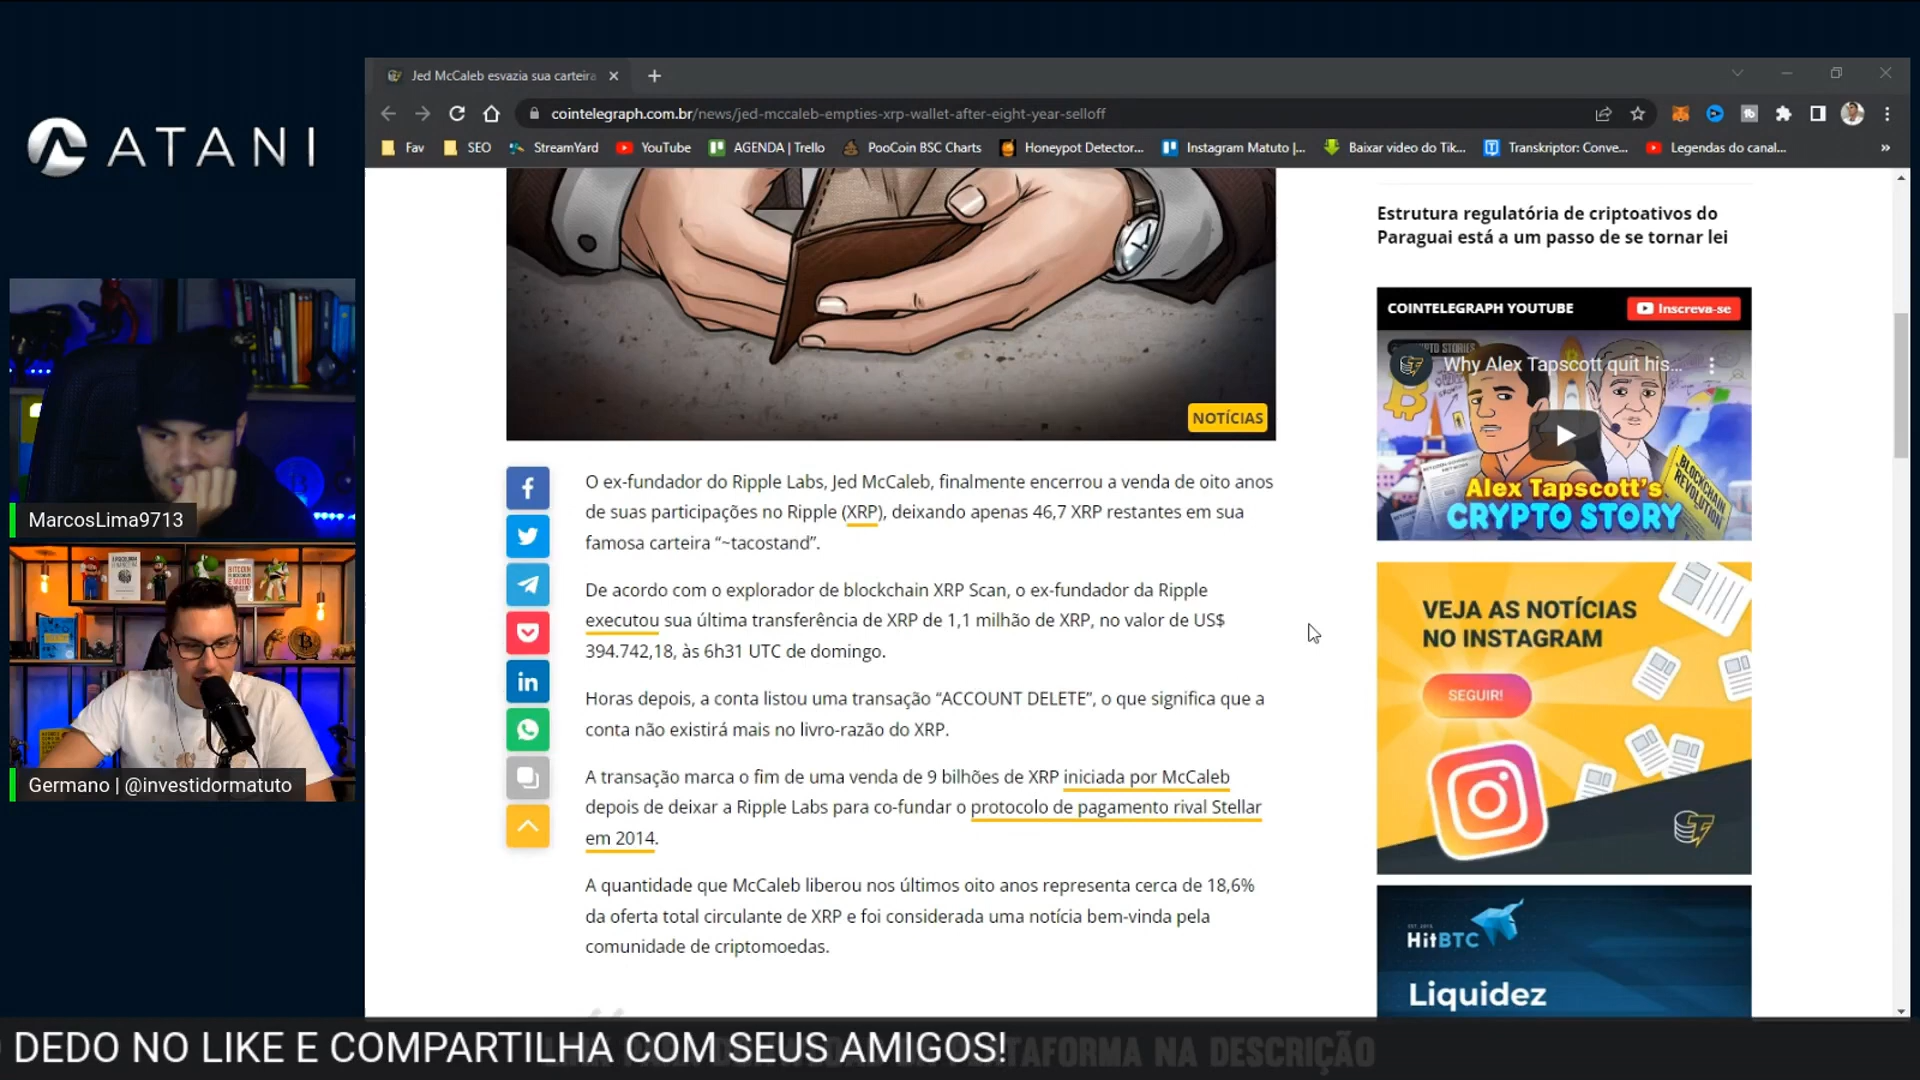 ATANI
Jed McCaleb esvazia sua carteira
cointelegraph.com.br/news/jed-mccaleb-empties-xrp-wallet-after-eight-year-selloff
Fav
SEO
StreamYard
YouTube
AGENDA | Trello
PooCoin BSC Charts
Honeypot Detector...
Instagram Matuto |...
Baixar video do Tik...
Transkriptor: Conve...
Legendas do canal...
»
NOTÍCIAS
O ex-fundador do Ripple Labs, Jed McCaleb, finalmente encerrou a venda de oito anos
de suas participações no Ripple (XRP), deixando apenas 46,7 XRP restantes em sua
famosa carteira “~tacostand”.
De acordo com o explorador de blockchain XRP Scan, o ex-fundador da Ripple
executou sua última transferência de XRP de 1,1 milhão de XRP, no valor de US$
394.742,18, às 6h31 UTC de domingo.
Horas depois, a conta listou uma transação “ACCOUNT DELETE”, o que significa que a
conta não existirá mais no livro-razão do XRP.
A transação marca o fim de uma venda de 9 bilhões de XRP iniciada por McCaleb
depois de deixar a Ripple Labs para co-fundar o protocolo de pagamento rival Stellar
em 2014.
A quantidade que McCaleb liberou nos últimos oito anos representa cerca de 18,6%
da oferta total circulante de XRP e foi considerada uma notícia bem-vinda pela
comunidade de criptomoedas.
Estrutura regulatória de criptoativos do
Paraguai está a um passo de se tornar lei
COINTELEGRAPH YOUTUBE
Inscreva-se
Why Alex Tapscott quit his...
BLOCKCHAIN
REVOLUTION
Alex Tapscott's
CRYPTO STORY
VEJA AS NOTÍCIAS
NO INSTAGRAM
SEGUIR!
HitBTC
Liquidez
MarcosLima9713
Germano | @investidormatuto
DEDO NO LIKE E COMPARTILHA COM SEUS AMIGOS!
NA DESCRIÇÃO